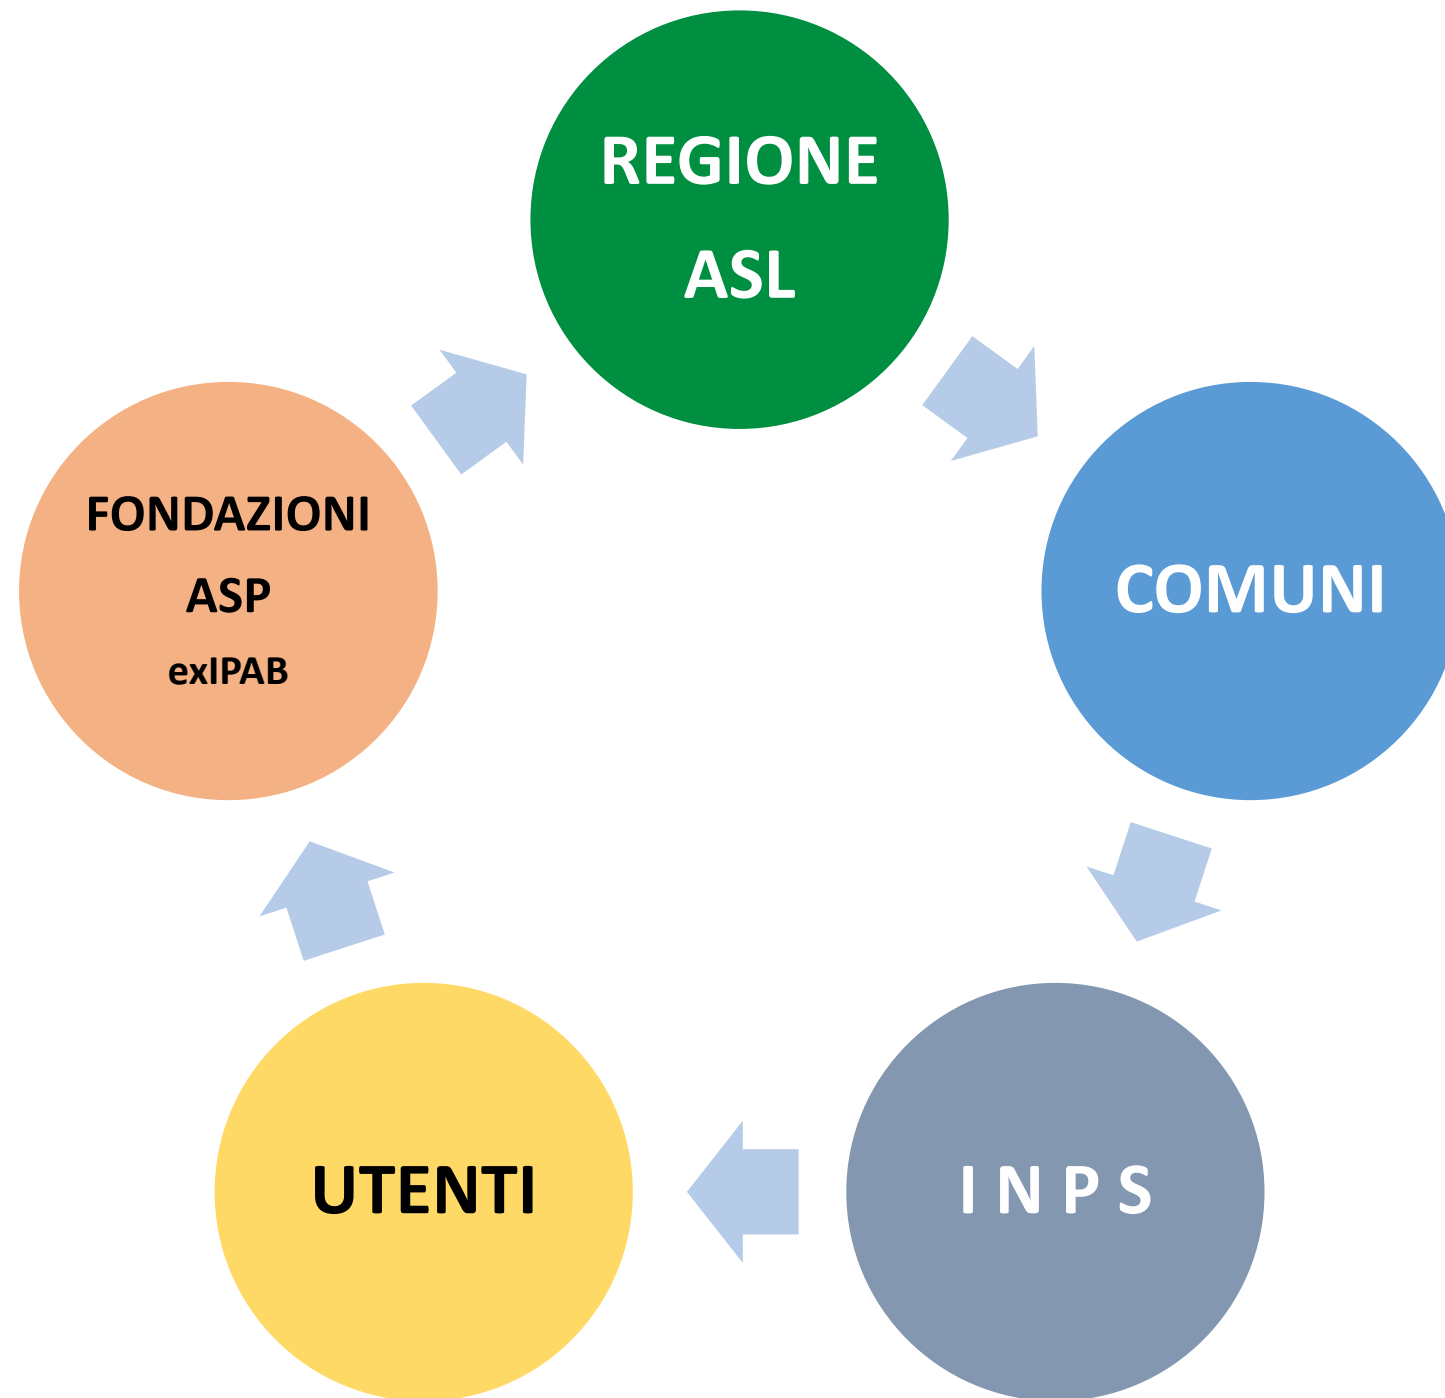 REGIONE
ASL
COMUNI
I N P S
UTENTI
FONDAZIONI
ASP
exIPAB